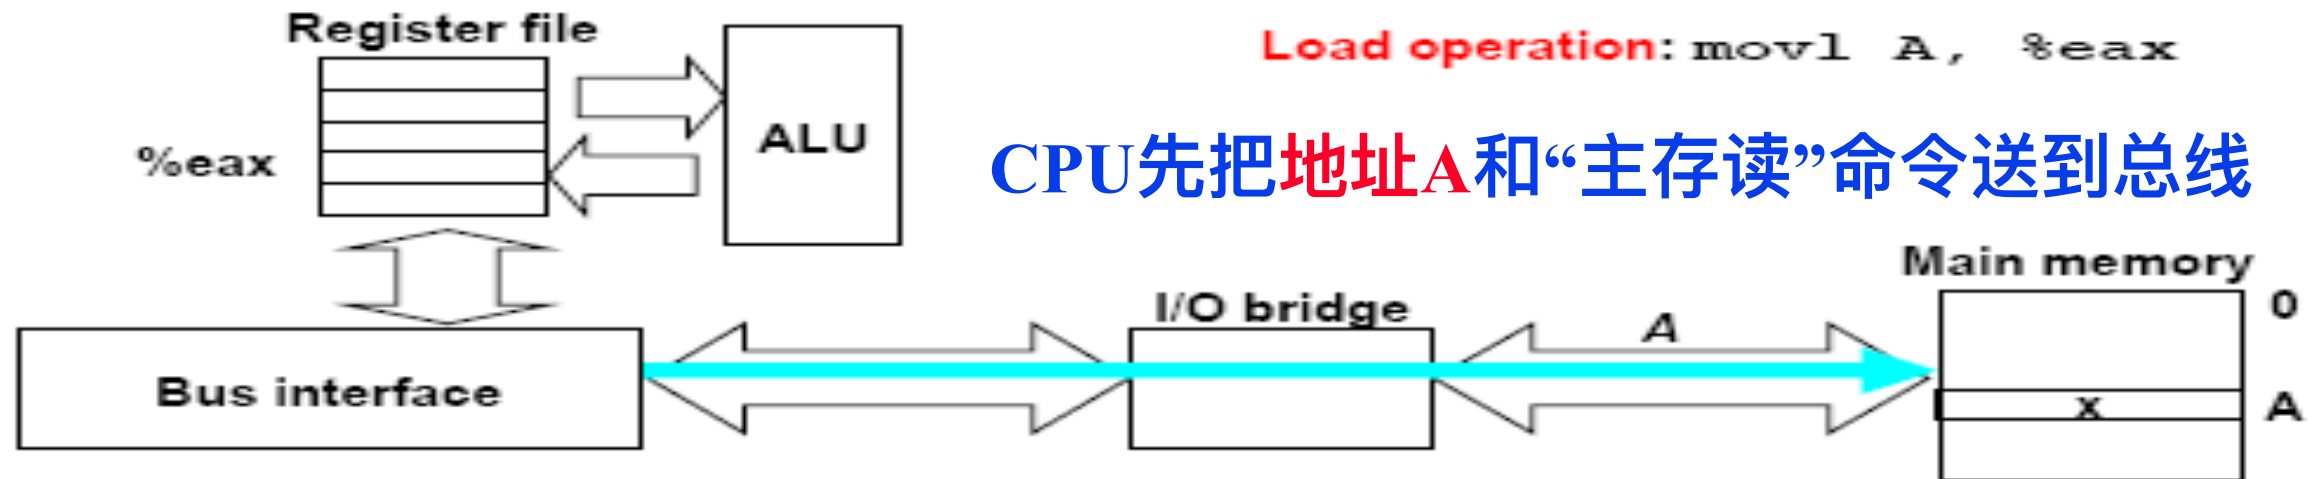 Register file
Load operation: movl A, %eax
ALU
%eax
CPU先把地址A和“主存读”命令送到总线
Main memory
I/O bridge
0
A
Bus interface
x
A